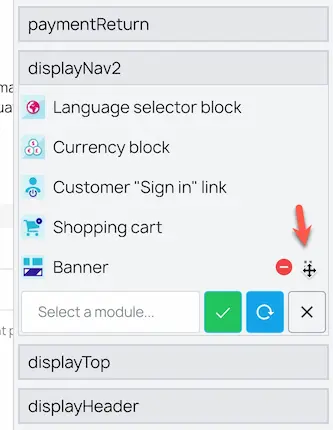 paymentReturn
displayNav2
Language selector block
Currency block
Customer "Sign in" link
Shopping cart
Banner
Select a module...
displayTop
displayHeader